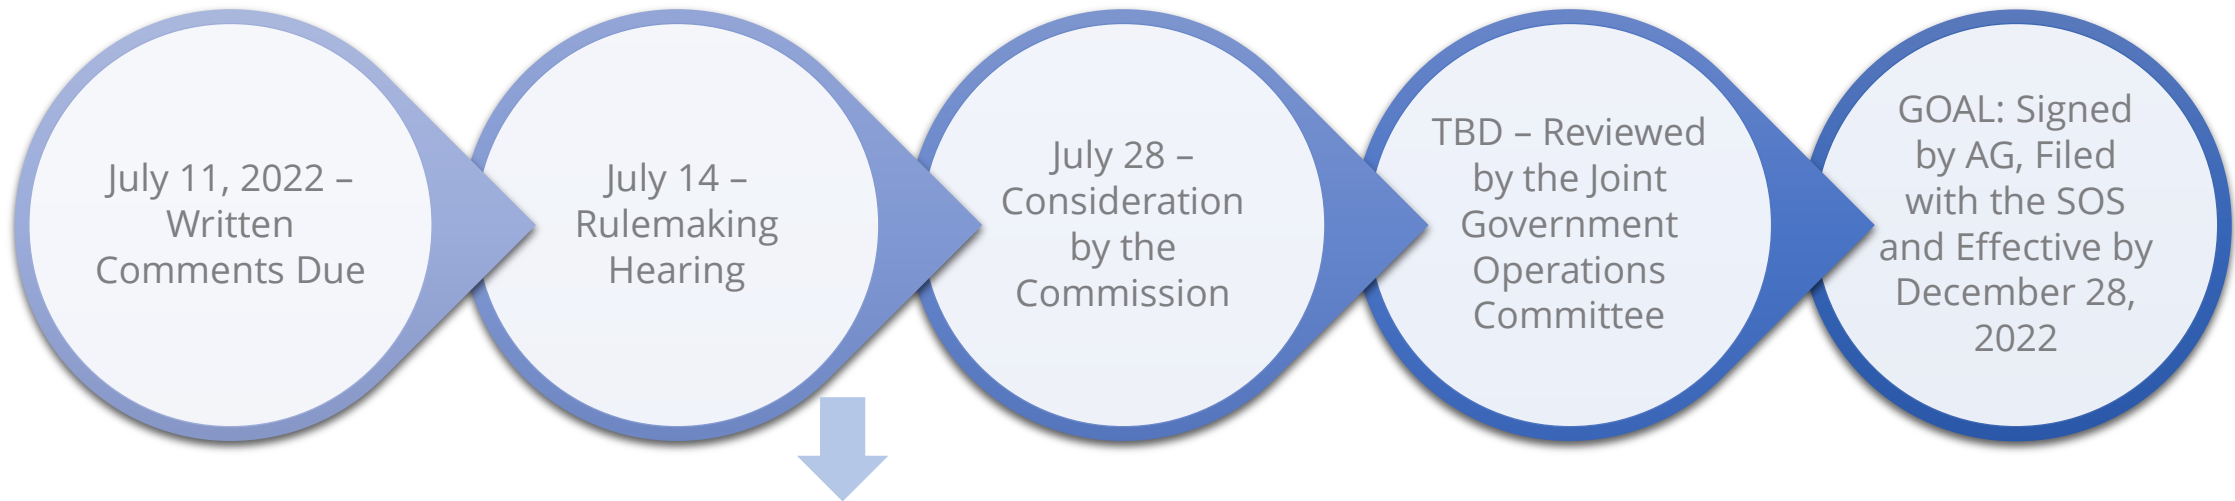 July 11, 2022 –
Written
Comments Due
July 14 –
Rulemaking
Hearing
July 28 –
Consideration
by the
Commission
TBD – Reviewed
by the Joint
Government
Operations
Committee
GOAL: Signed
by AG, Filed
with the SOS
and Effective by
December 28,
2022